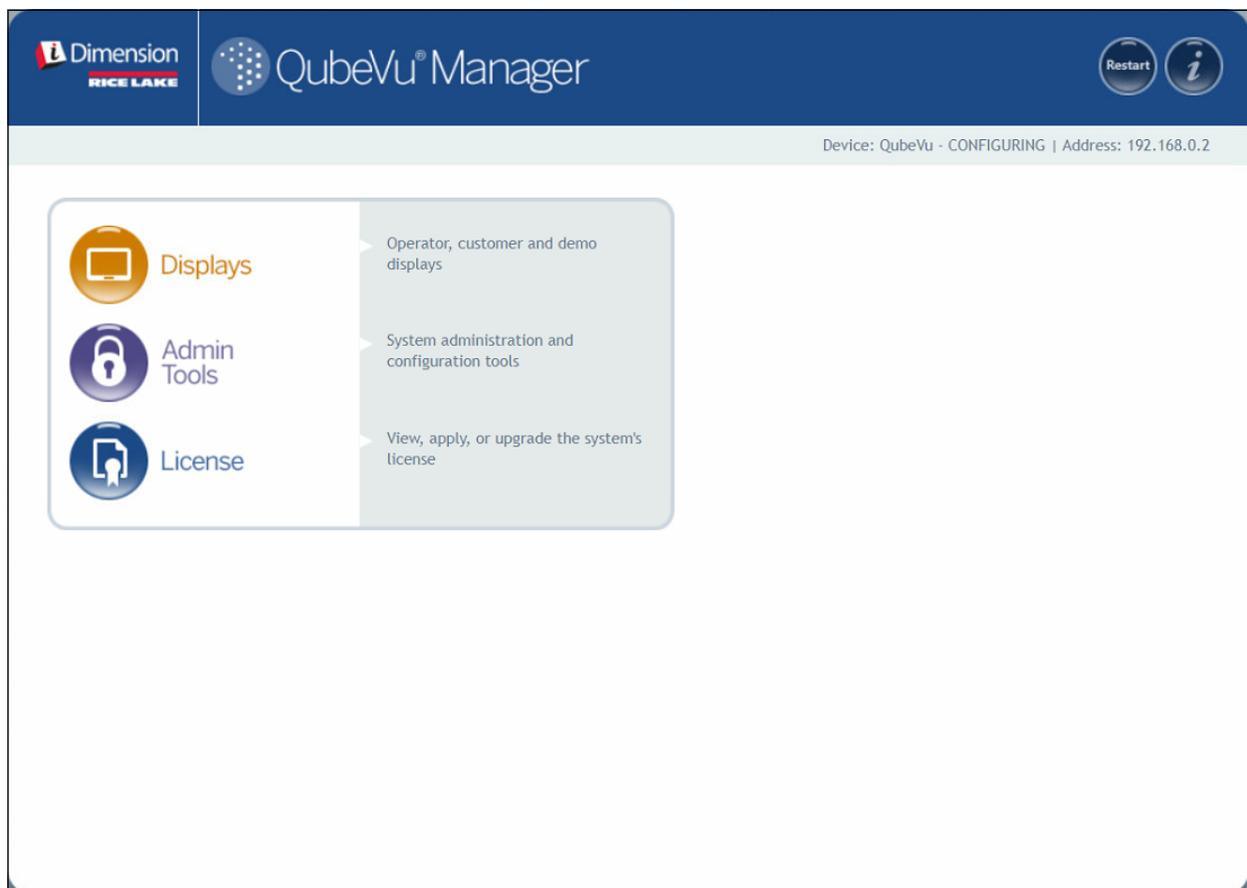 iDimension
RICE LAKE
QubeVu® Manager
Restart
i
Device: QubeVu - CONFIGURING | Address: 192.168.0.2
Displays
Operator, customer and demo
displays
Admin
Tools
System administration and
configuration tools
License
View, apply, or upgrade the system's
license